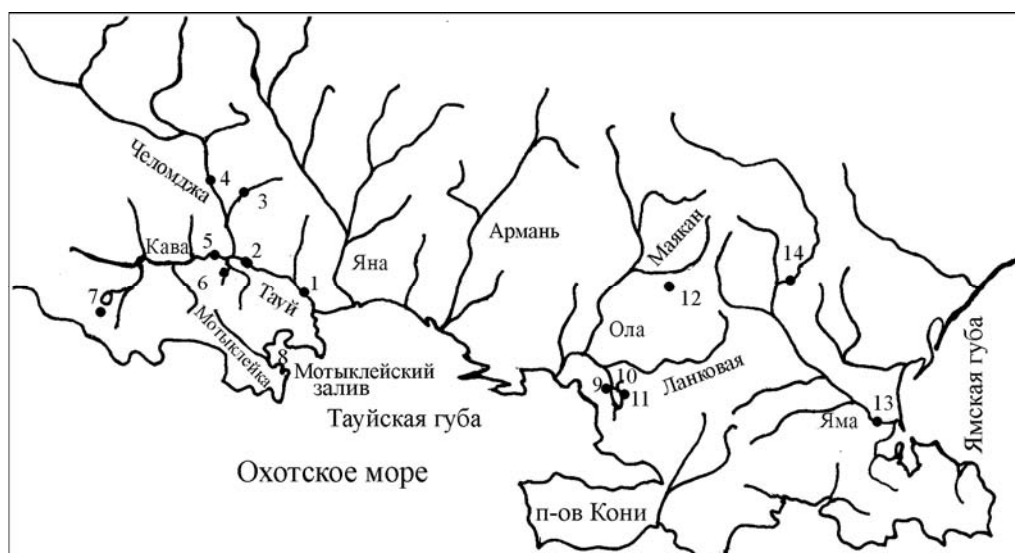 Челомджа
4
3
Кава
5
2
6
1
7
Тауй
Яна
Армань
Маякан
14
12
Мотыклейка
8
Мотыклейский
залив
Ола
10
9
11
Ланковая
Тауйская губа
13
Яма
Ямская губа
Охотское море
п-ов Кони